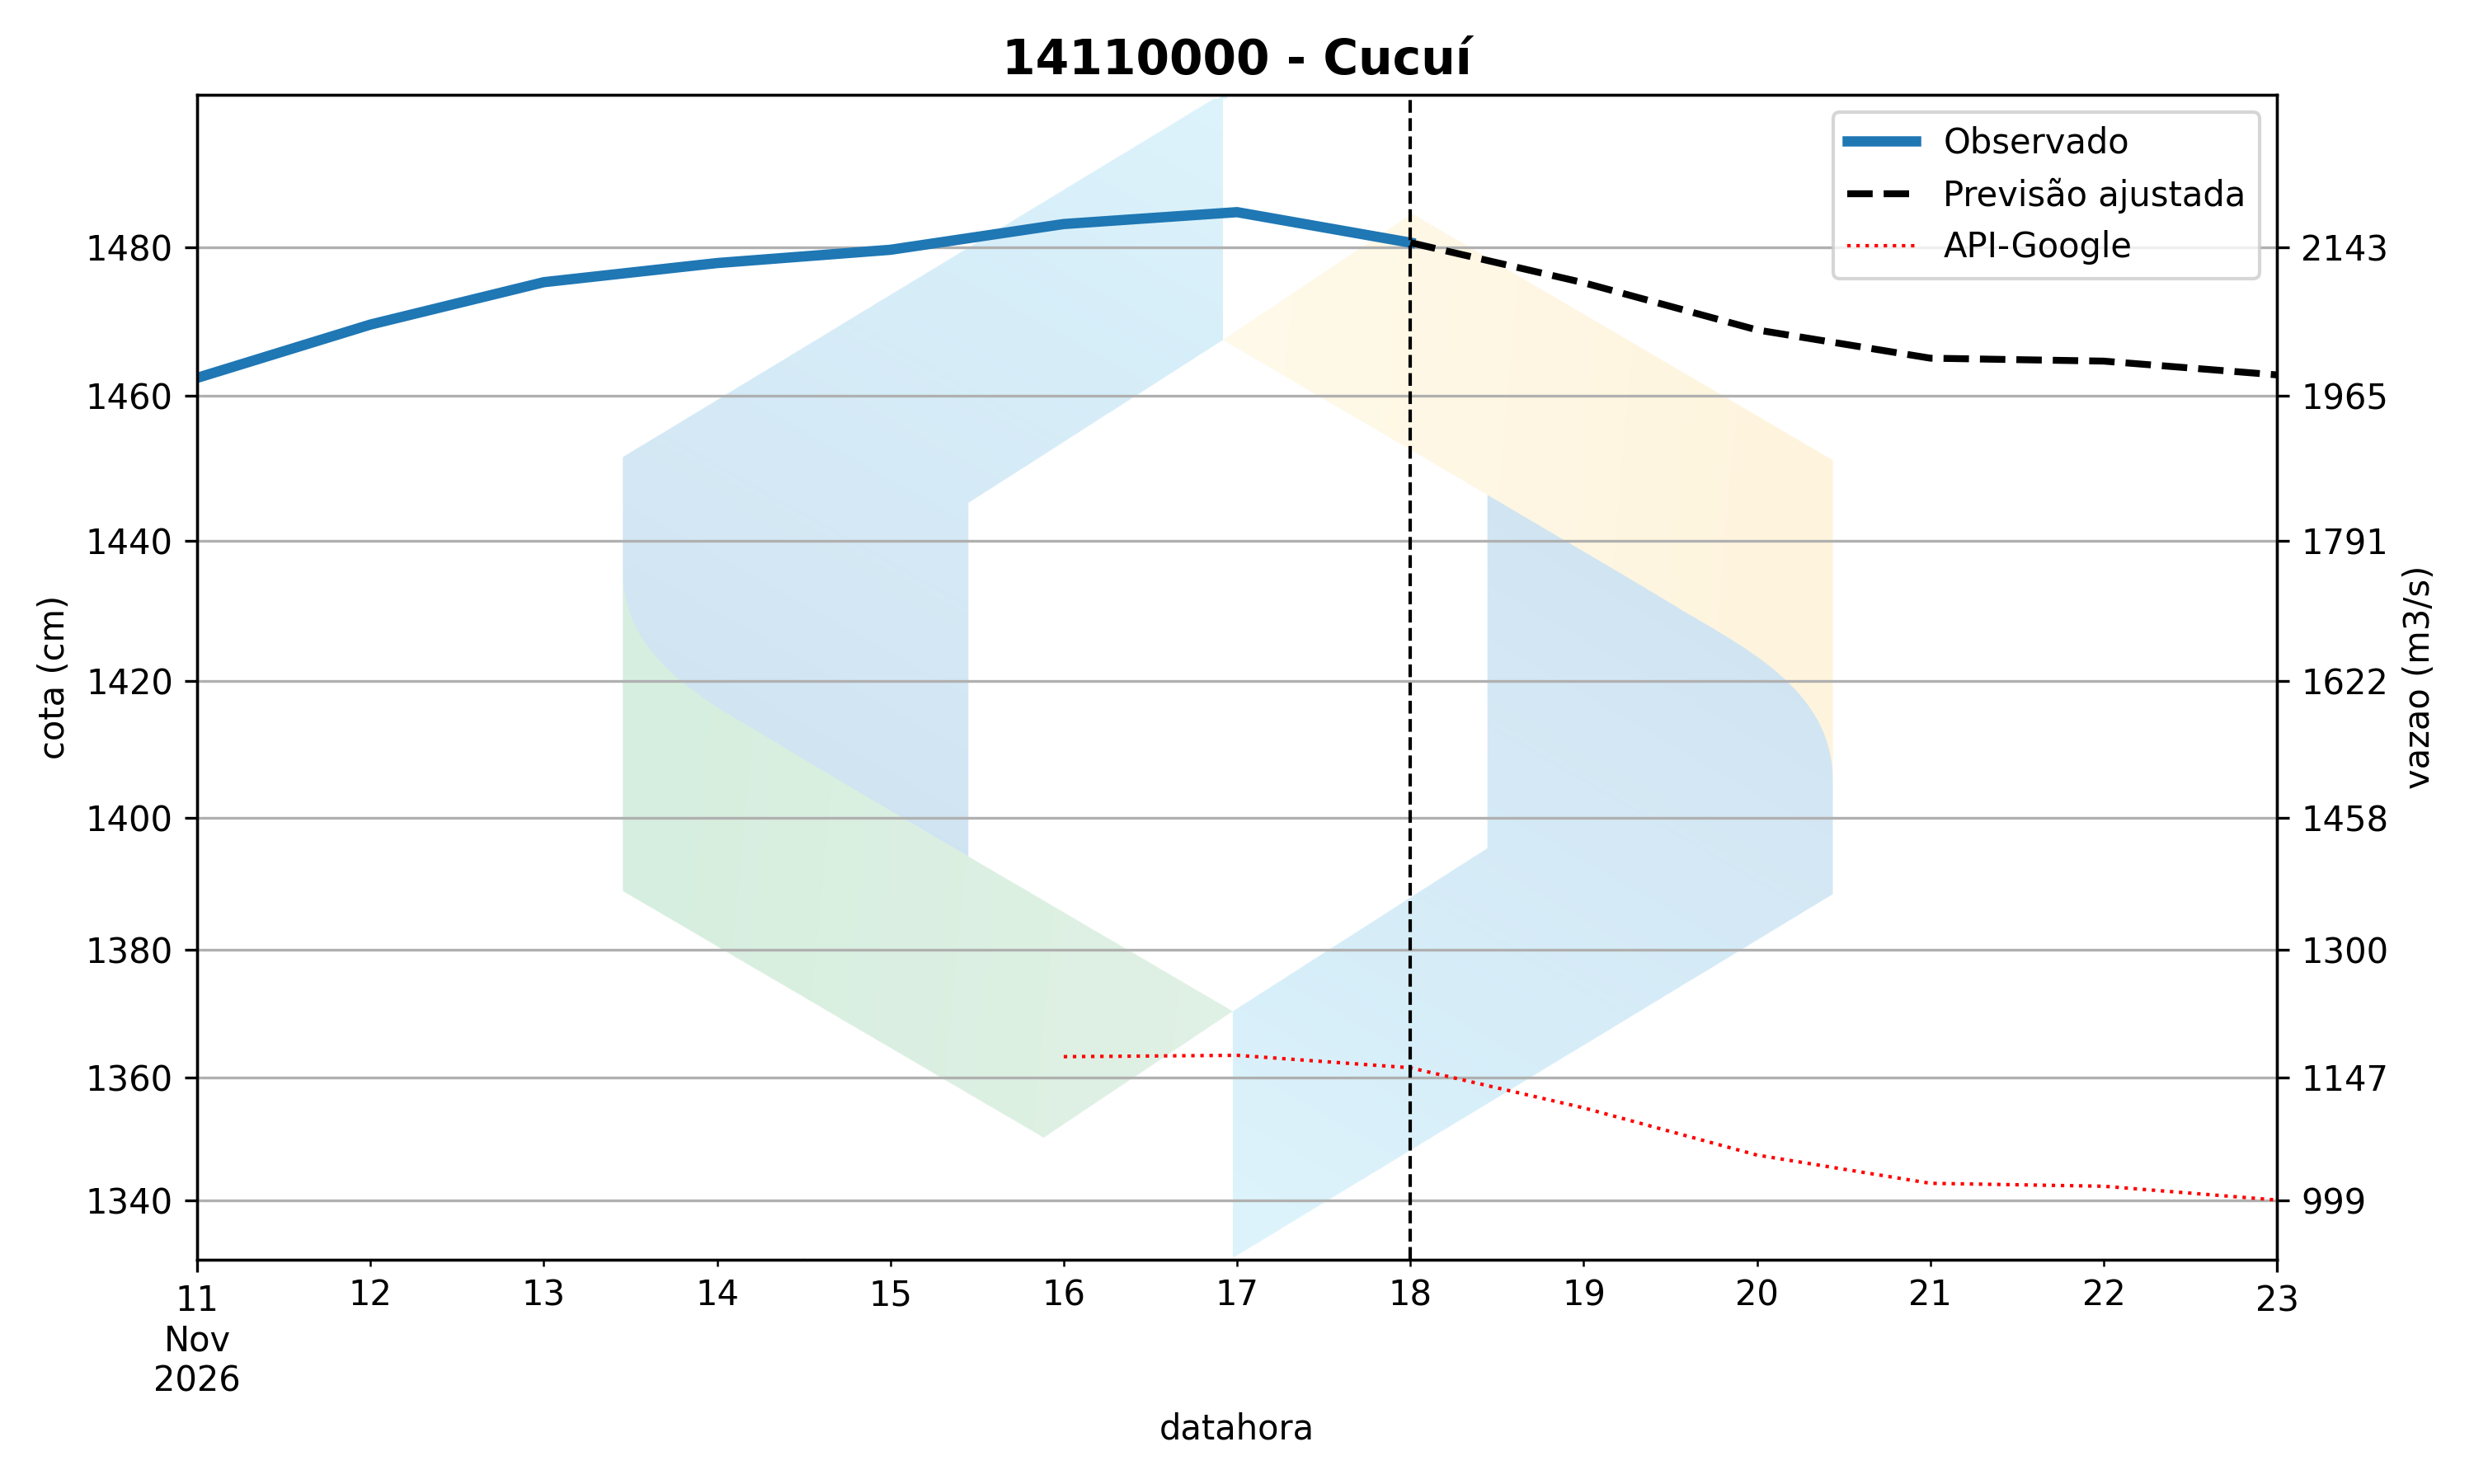 14110000 - Cucuí
Observado
Previsão ajustada
API-Google
cota (cm)
1480
1460
1440
1420
1400
1380
1360
1340
2143
1965
1791
1622
1458
1300
1147
999
vazao (m3/s)
11 12 13 14 15 16 17 18 19 20 21 22 23
Nov
2026
datahora